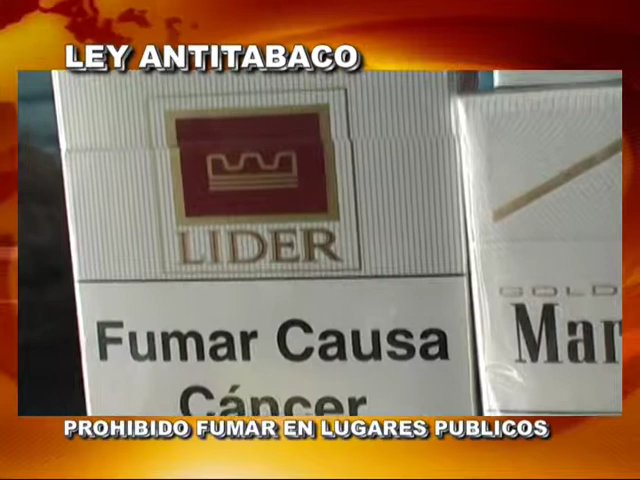 LEY ANTITABACO
LIDER
Fumar Causa
Cáncer
GOLD
Mar
PROHIBIDO FUMAR EN LUGARES PUBLICOS